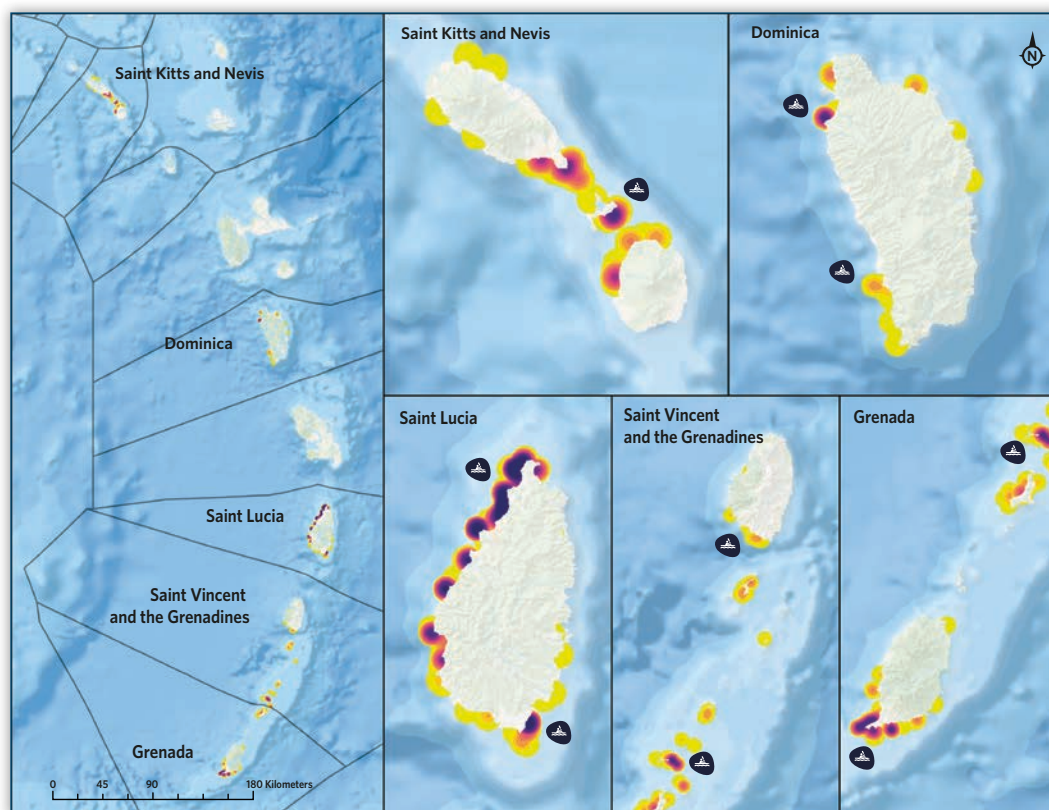 Saint Kitts and Nevis
Dominica
Saint Lucia
Saint Vincent
and the Grenadines
Grenada
0 45 90 180 Kilometers
Saint Kitts and Nevis
Dominica
N
Saint Lucia
Saint Vincent
and the Grenadines
Grenada